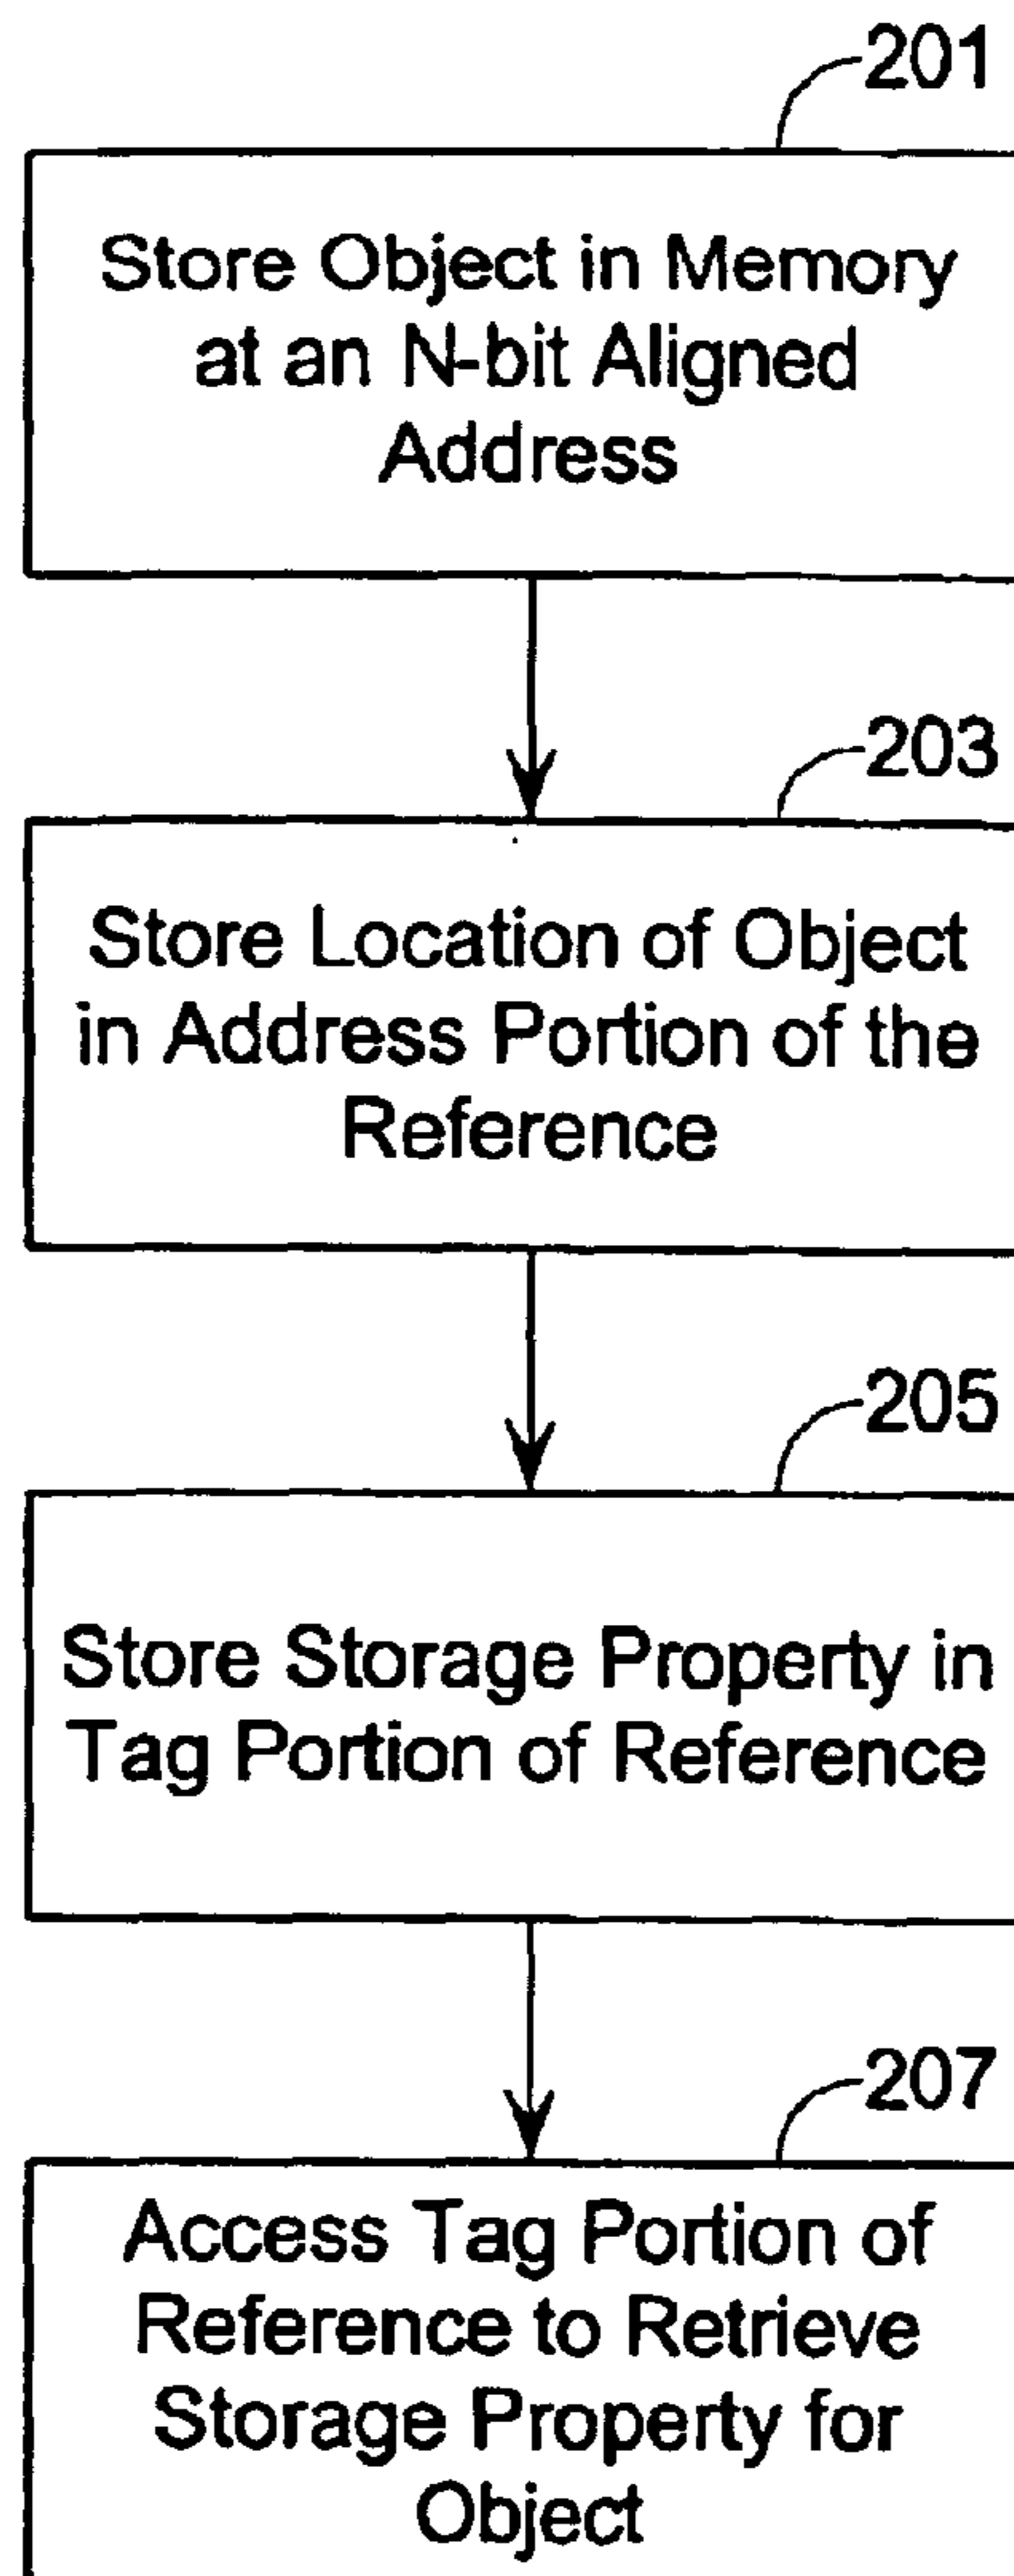 201
Store Object in Memory
at an N-bit Aligned
Address
203
Store Location of Object
in Address Portion of the
Reference
205
Store Storage Property in
Tag Portion of Reference
207
Access Tag Portion of
Reference to Retrieve
Storage Property for
Object